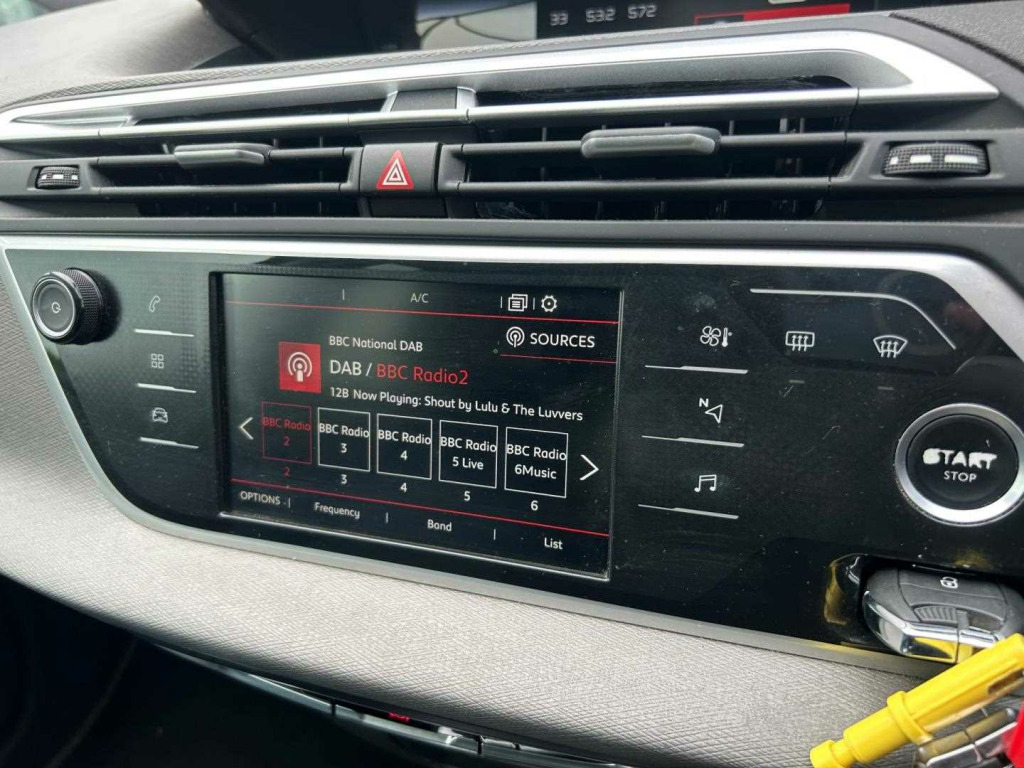 33 53.2 572
A/C
SOURCES
BBC National DAB
DAB / BBC Radio2
12B Now Playing: Shout by Lulu & The Luvvers
BBC Radio
2
BBC Radio
3
BBC Radio
4
BBC Radio
5 Live
BBC Radio
6Music
2
3
4
5
6
OPTIONS
Frequency
Band
List
N
START
STOP